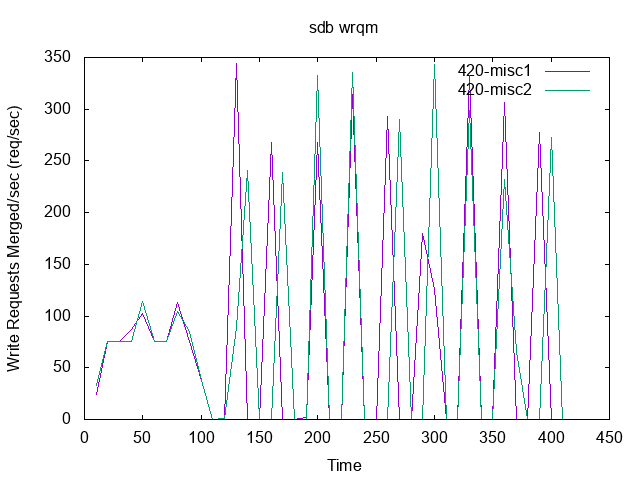 sdb wrqm
420-misc1
420-misc2
Write Requests Merged/sec (req/sec)
350
300
250
200
150
100
50
0
0 50 100 150 200 250 300 350 400 450
Time